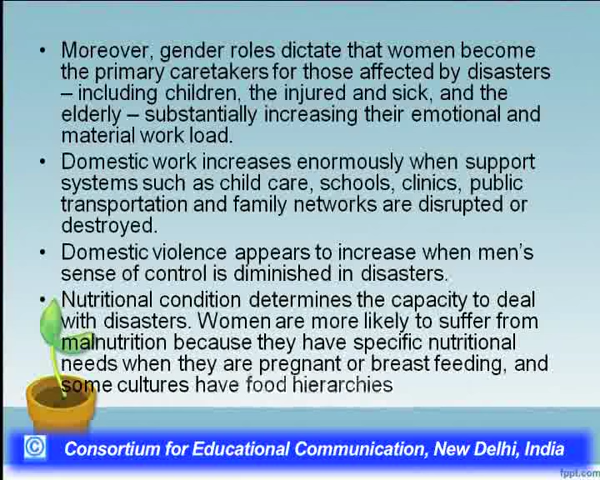 • Moreover, gender roles dictate that women become
the primary caretakers for those affected by disasters
– including children, the injured and sick, and the
elderly – substantially increasing their emotional and
material work load.
• Domestic work increases enormously when support
systems such as child care, schools, clinics, public
transportation and family networks are disrupted or
destroyed.
• Domestic violence appears to increase when men's
sense of control is diminished in disasters.
• Nutritional condition determines the capacity to deal
with disasters. Women are more likely to suffer from
malnutrition because they have specific nutritional
needs when they are pregnant or breast feeding, and
some cultures have food hierarchies
© Consortium for Educational Communication, New Delhi, India
fppt.com